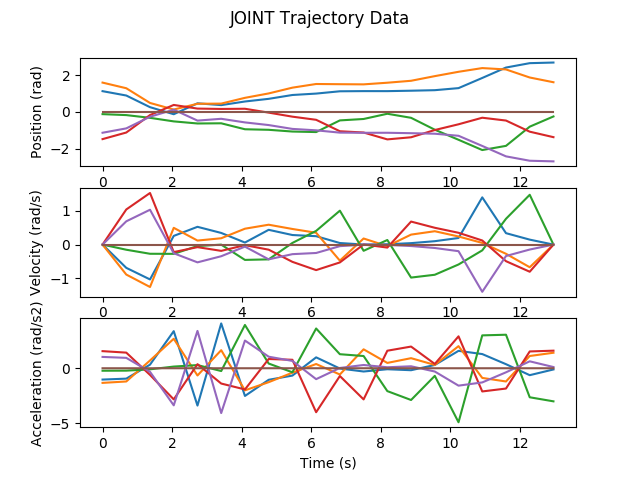 JOINT Trajectory Data
Position (rad)
2
0
−2
0 2 4 6 8 10 12
Velocity (rad/s)
1
0
−1
0 2 4 6 8 10 12
Acceleration (rad/s2)
0
−5
0 2 4 6 8 10 12
Time (s)